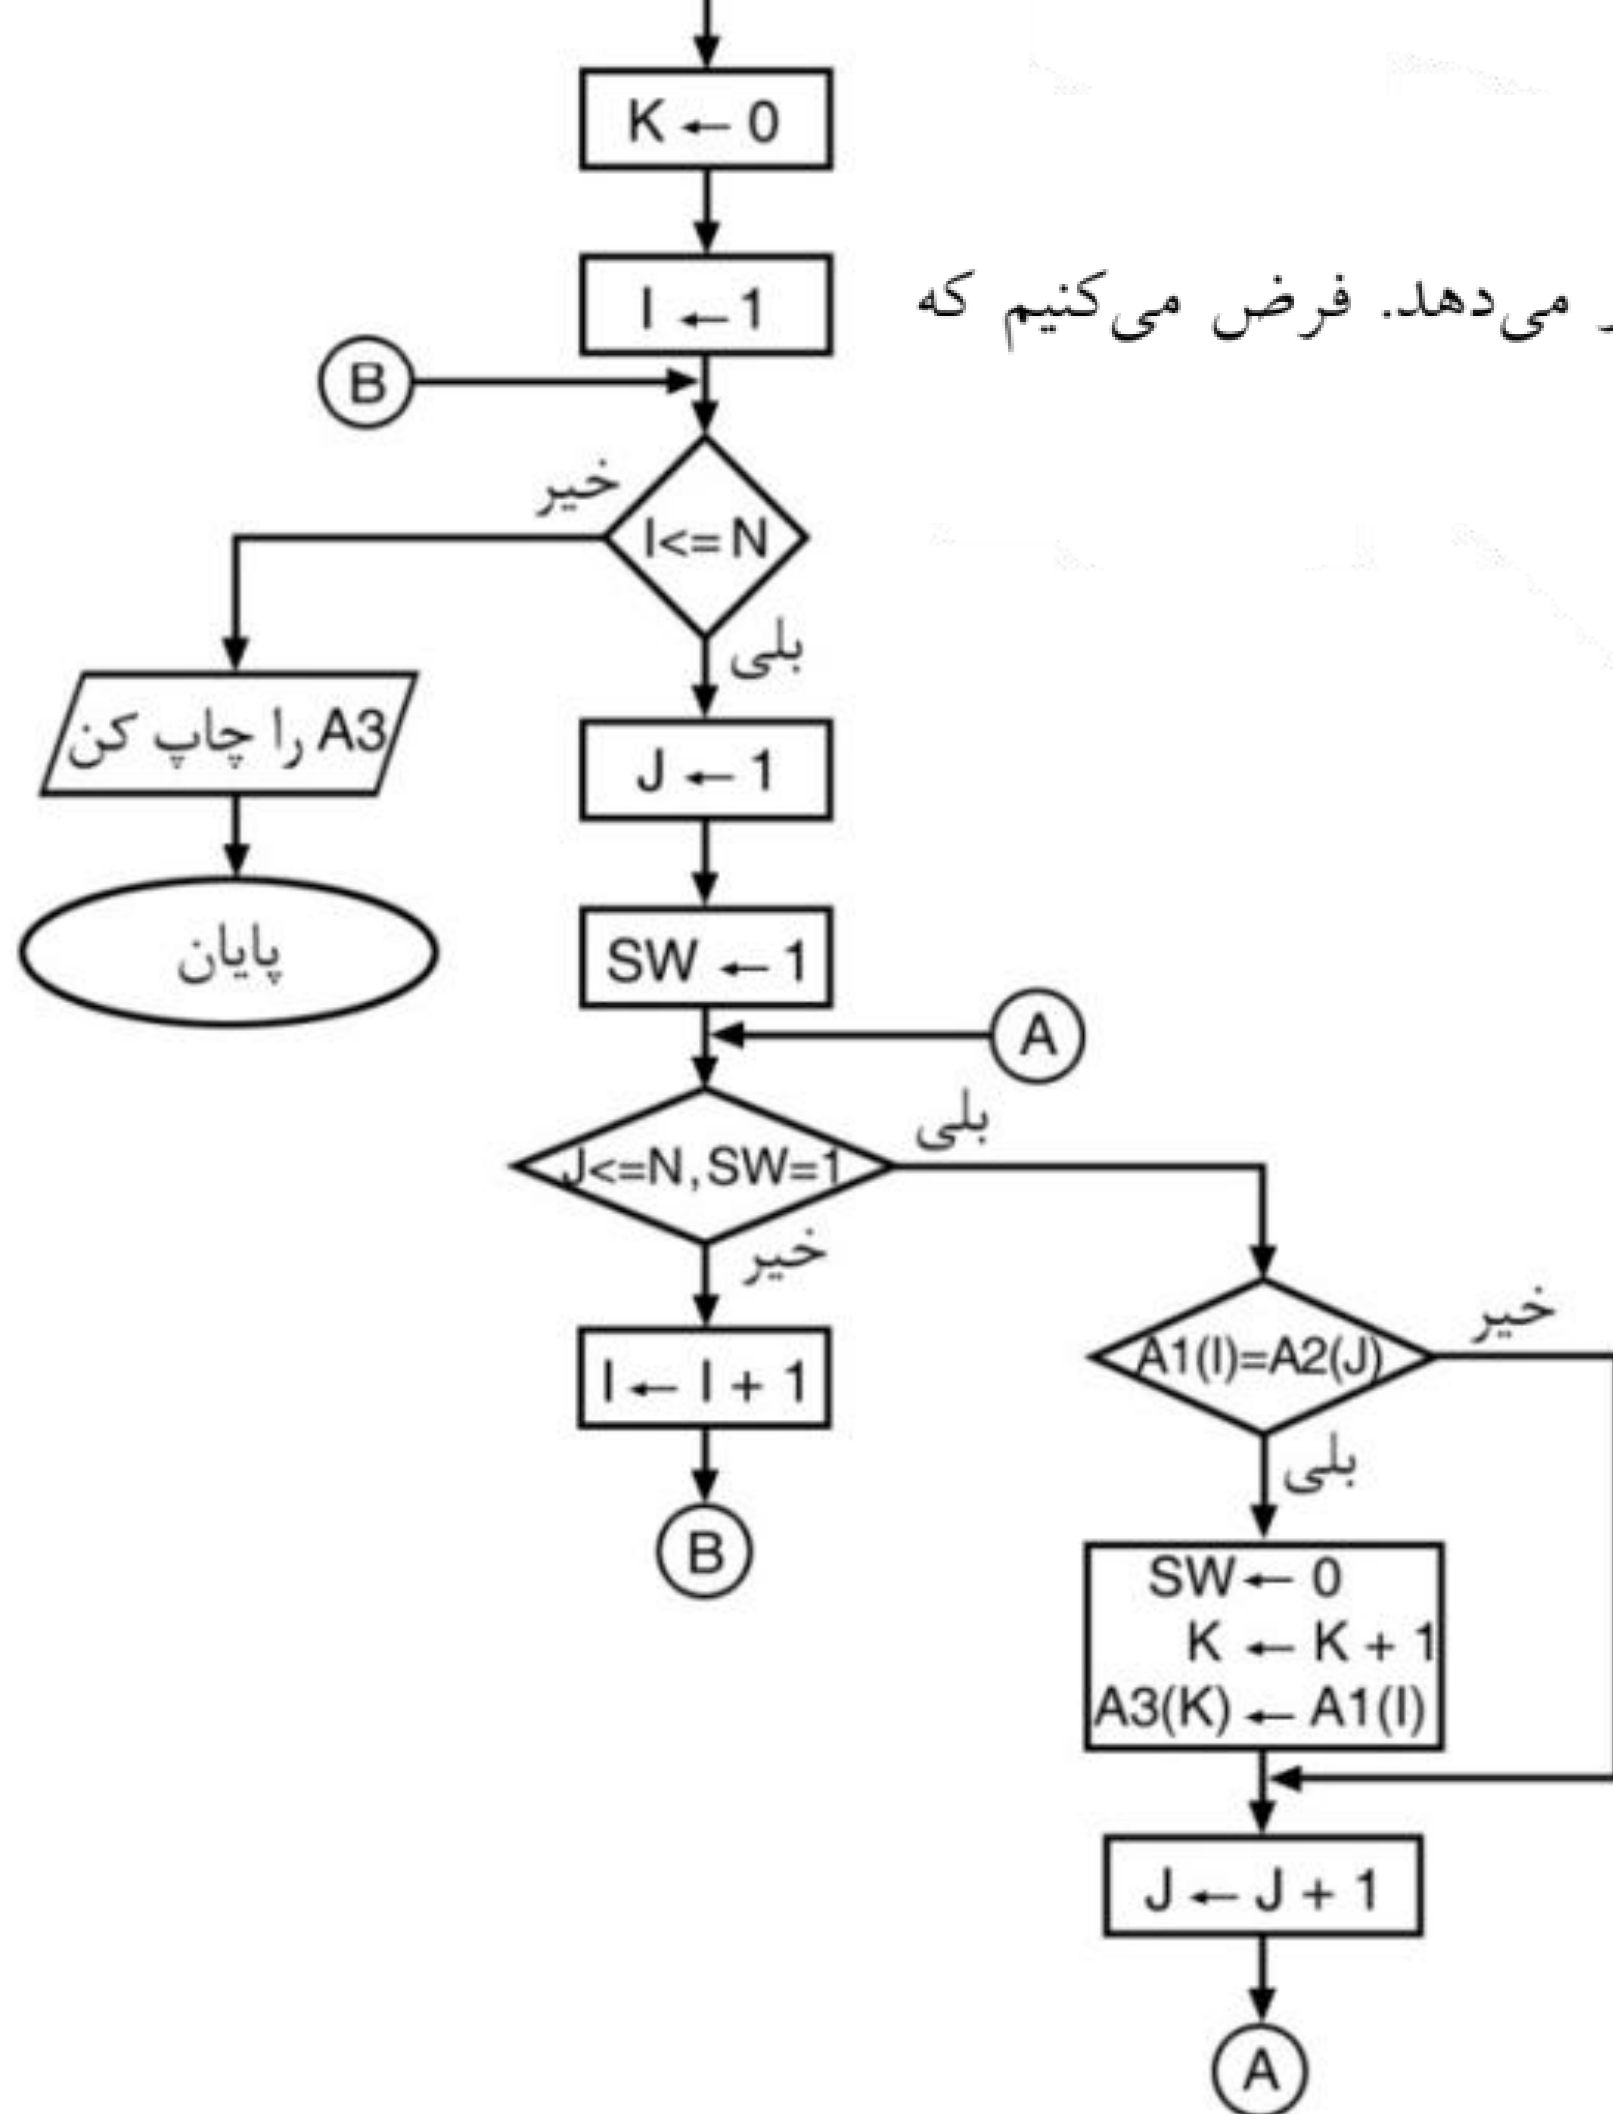 K ← 0
I ← 1
می‌دهد. فرض می‌کنیم که
B
خیر
I<= N
بلی
A3 را چاپ کن
J ← 1
پایان
SW ← 1
A
بلی
J<=N, SW=1
خیر
خیر
A1(I)=A2(J)
I ← I + 1
بلی
B
SW ← 0
K ← K + 1
A3(K) ← A1(I)
J ← J + 1
A